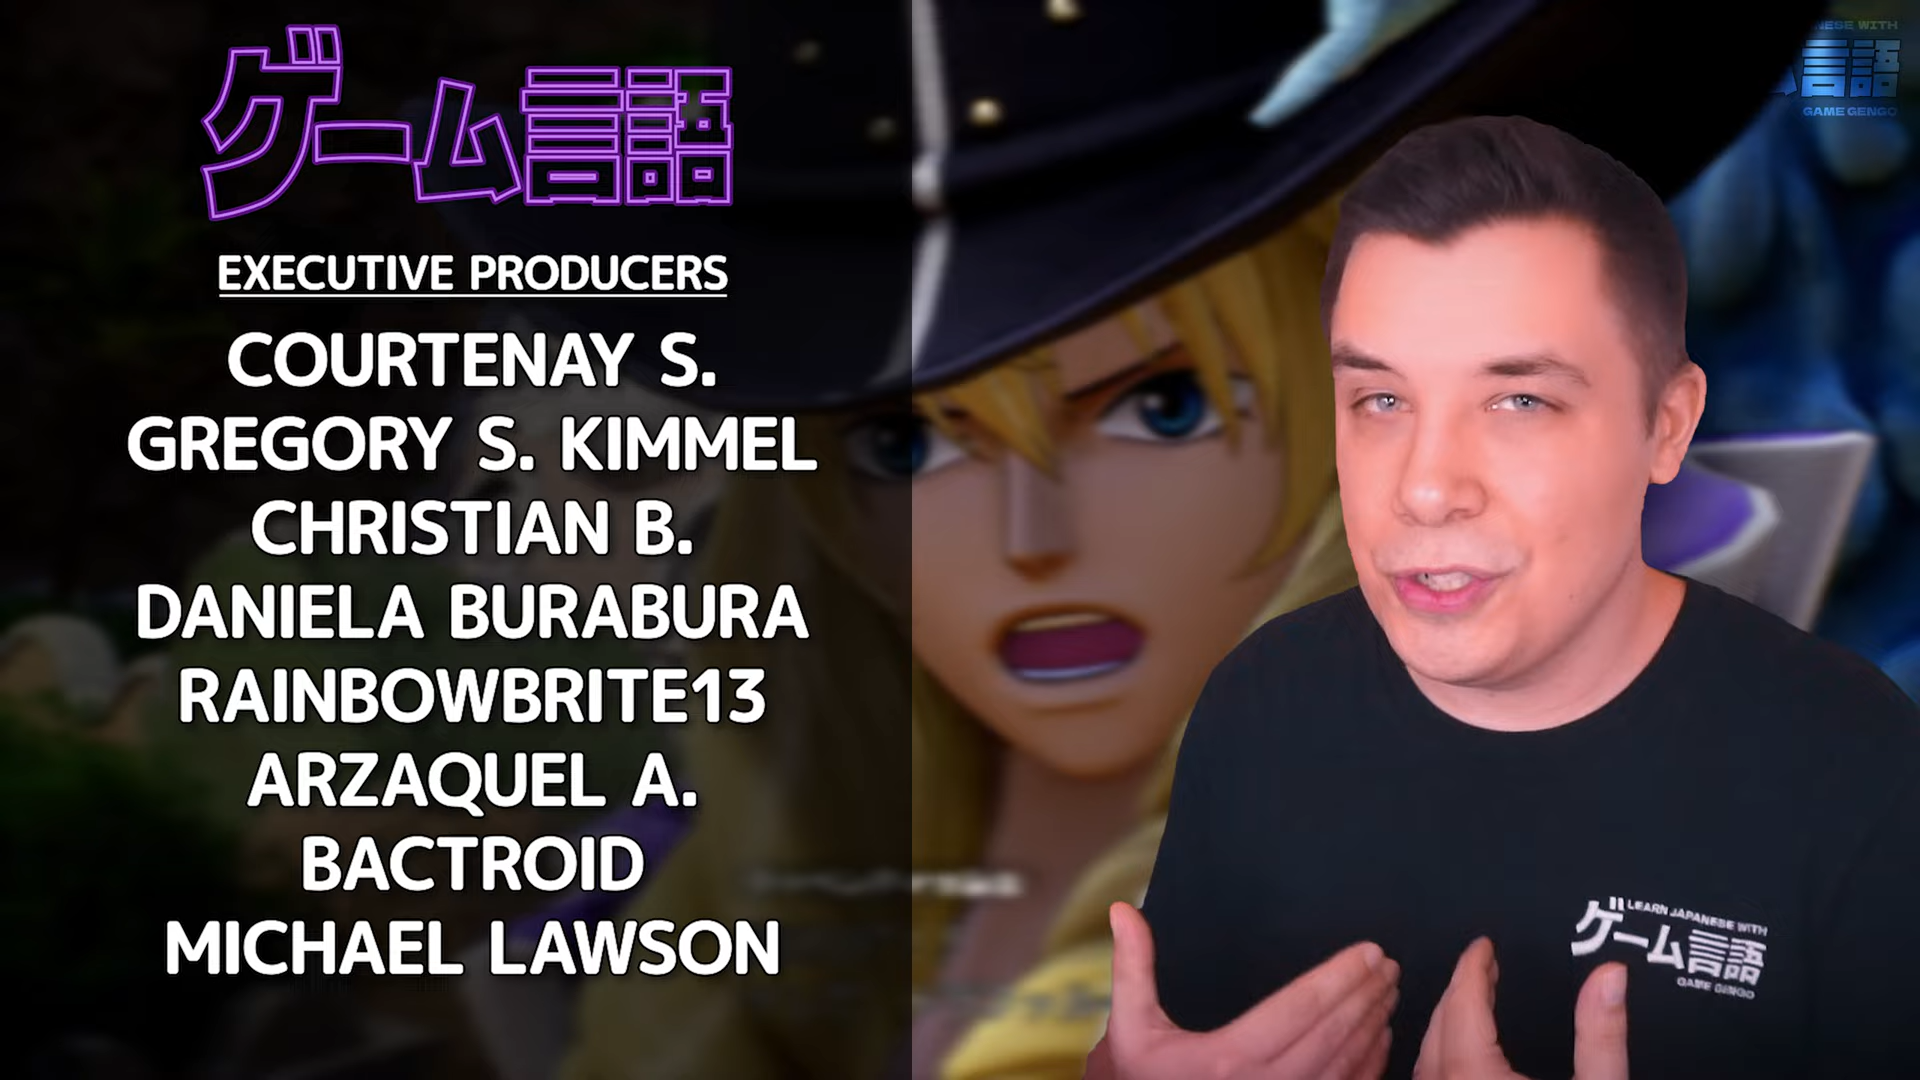 ゲーム言語
EXECUTIVE PRODUCERS
COURTENAY S.
GREGORY S. KIMMEL
CHRISTIAN B.
DANIELA BURABURA
RAINBOWBRITE13
ARZAQUEL A.
BACTROID
MICHAEL LAWSON
WITH
言語
GAME GENGO
LEARN JAPANESE WITH
ゲーム言語
GAME GENGO